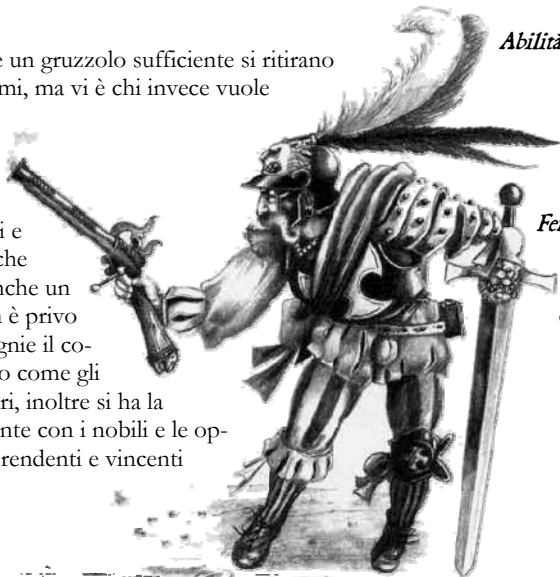 e un gruzzolo sufficiente si ritirano
mi, ma vi è chi invece vuole
i e
che
nche un
è privo
gnie il co-
o come gli
ri, inoltre si ha la
nte con i nobili e le op-
rendenti e vincenti
Abilità